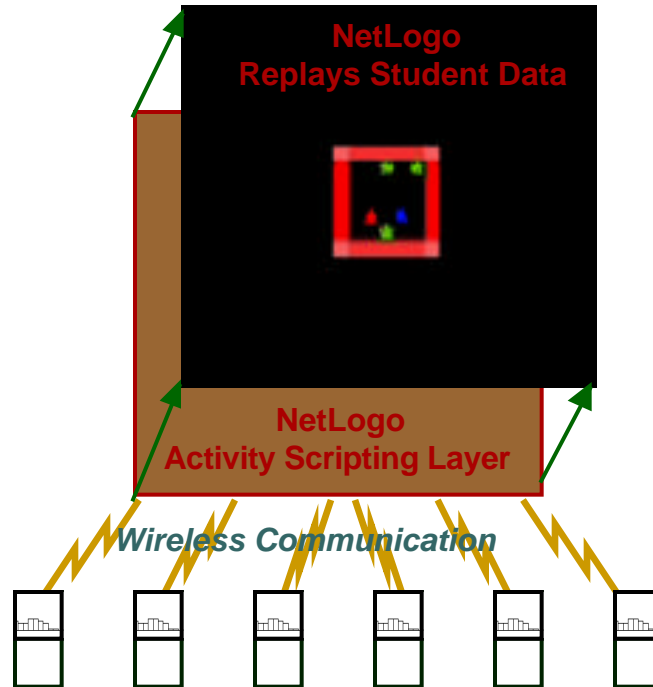 NetLogo
Replays Student Data
NetLogo
Activity Scripting Layer
Wireless Communication